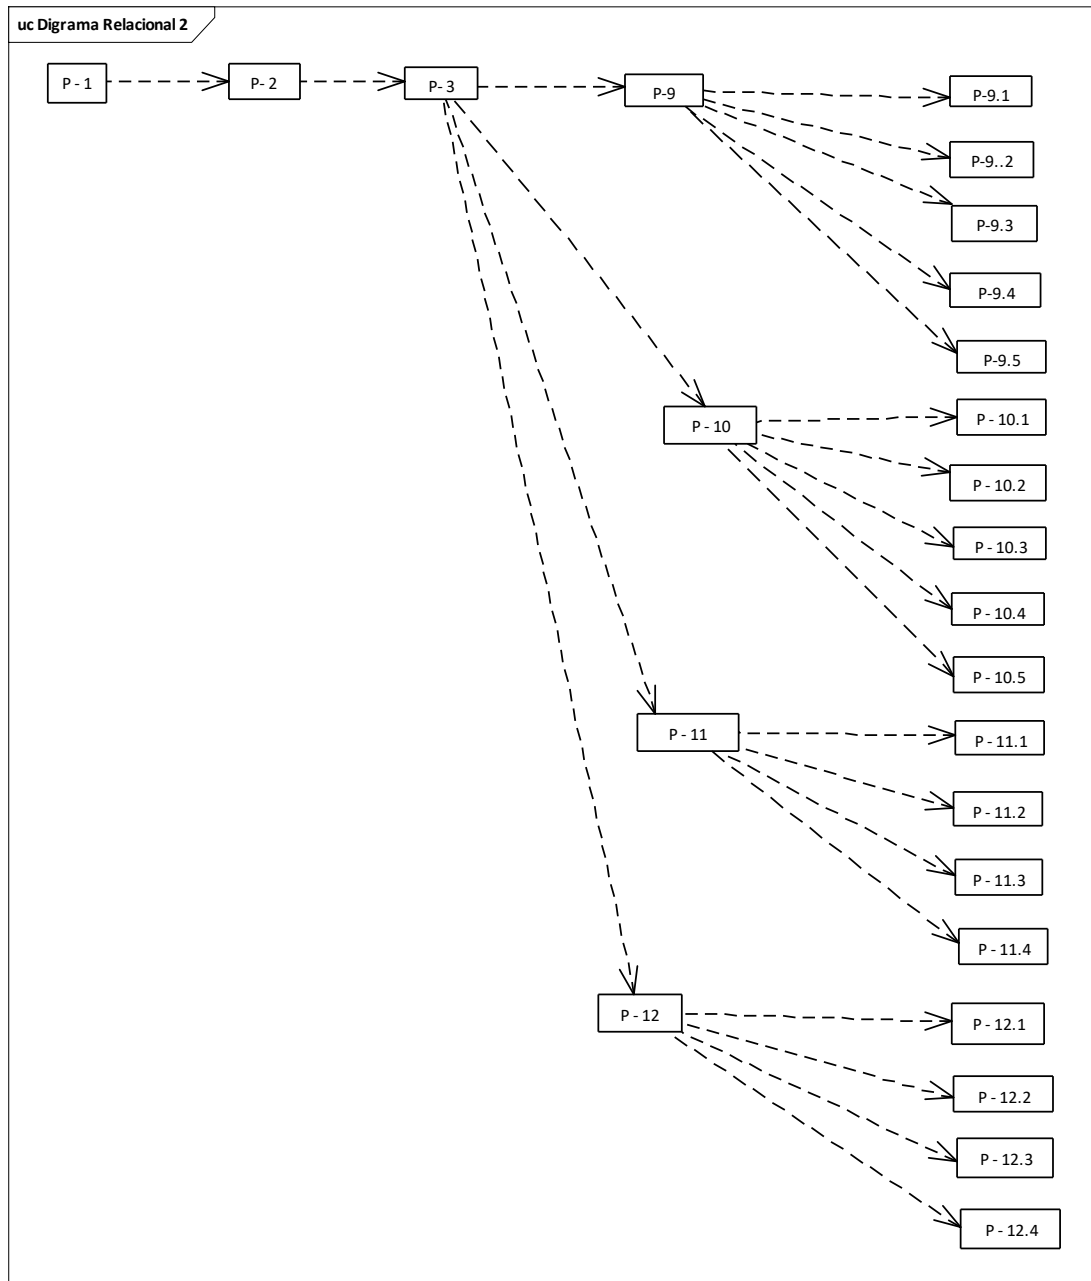 uc Digrama Relacional 2
P - 1
P - 2
P- 3
P-9
P-9.1
P-9..2
P-9.3
P-9.4
P-9.5
P - 10
P - 10.1
P - 10.2
P - 10.3
P - 10.4
P - 10.5
P - 11
P - 11.1
P - 11.2
P - 11.3
P - 11.4
P - 12
P - 12.1
P - 12.2
P - 12.3
P - 12.4